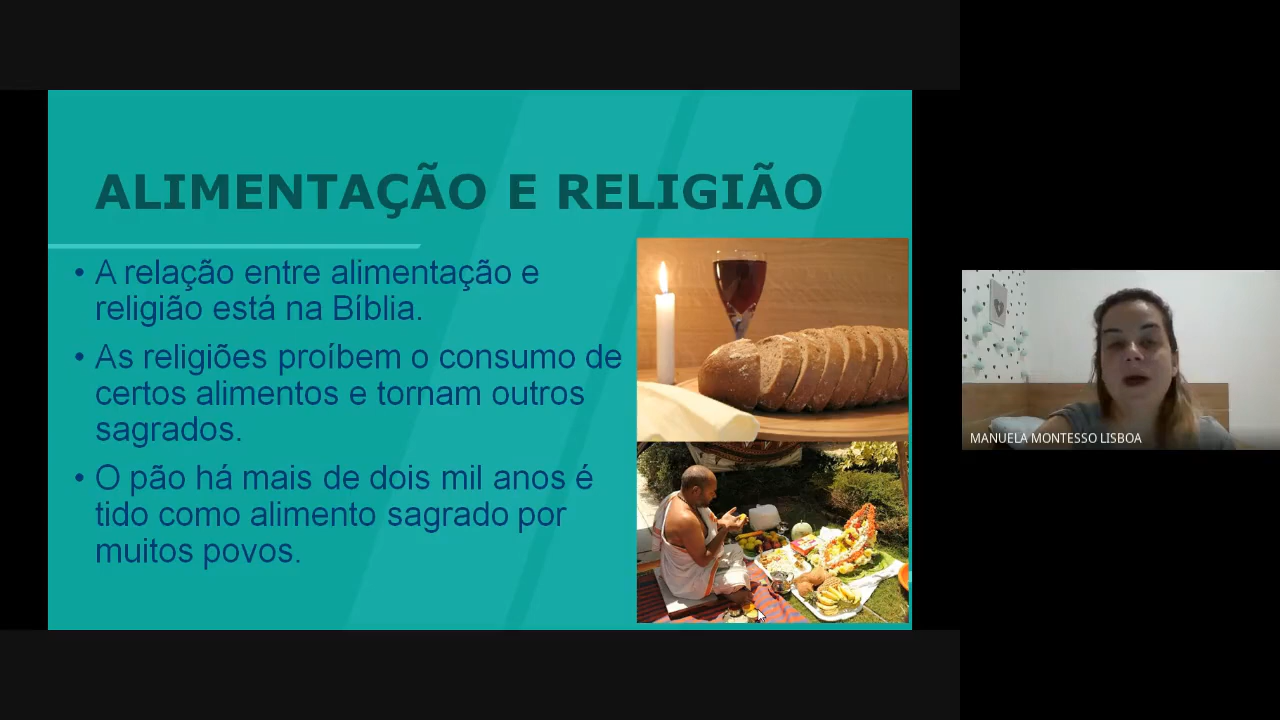 ALIMENTAÇÃO E RELIGIÃO
• A relação entre alimentação e
religião está na Bíblia.
• As religiões proíbem o consumo de
certos alimentos e tornam outros
sagrados.
• O pão há mais de dois mil anos é
tido como alimento sagrado por
muitos povos.
MANUELA MONTESSO LISBOA